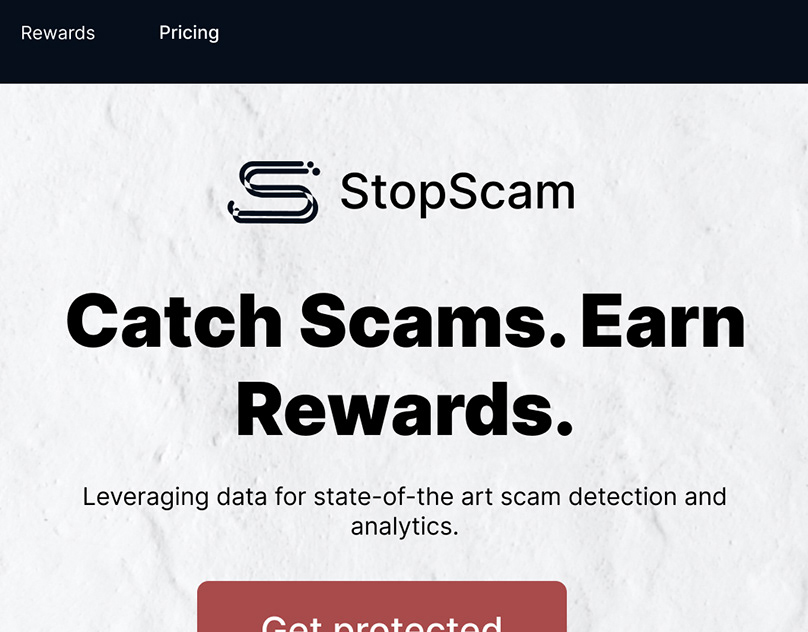 Rewards Pricing
StopScam
Catch Scams. Earn
Rewards.
Leveraging data for state-of-the art scam detection and
analytics.
Get protected